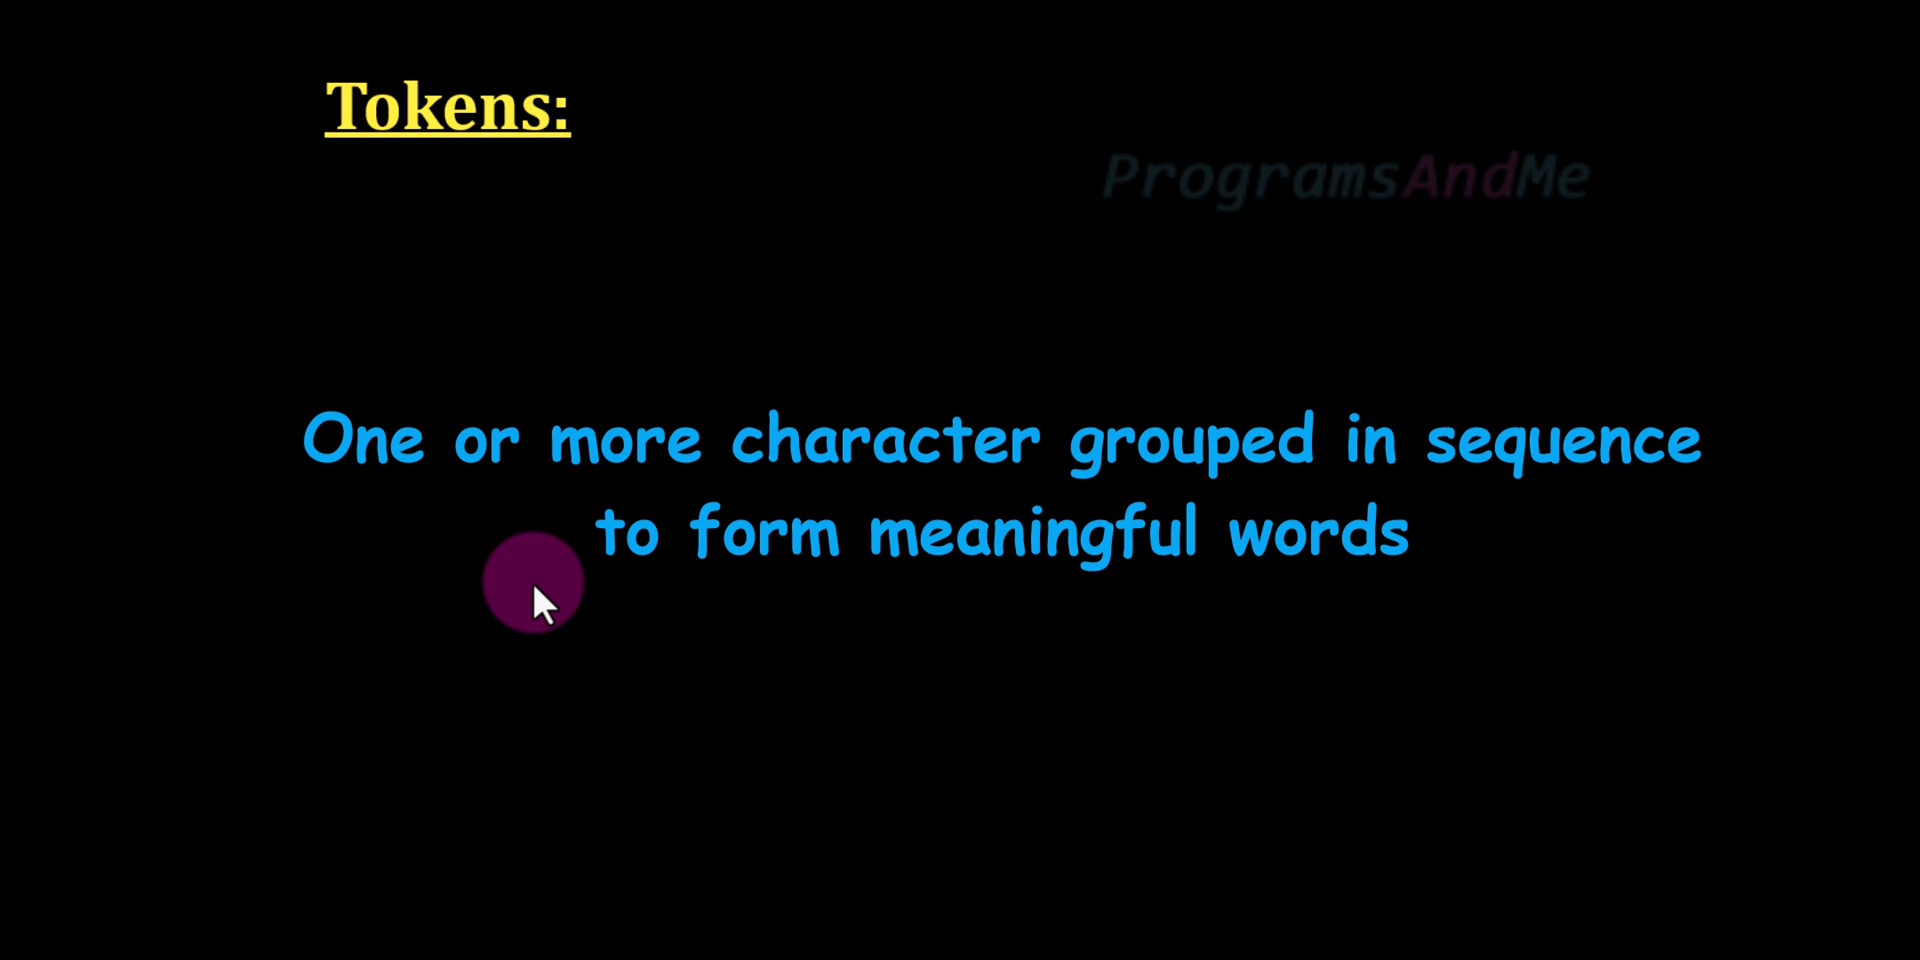 Tokens:
ProgramsAndMe
One or more character grouped in sequence
to form meaningful words